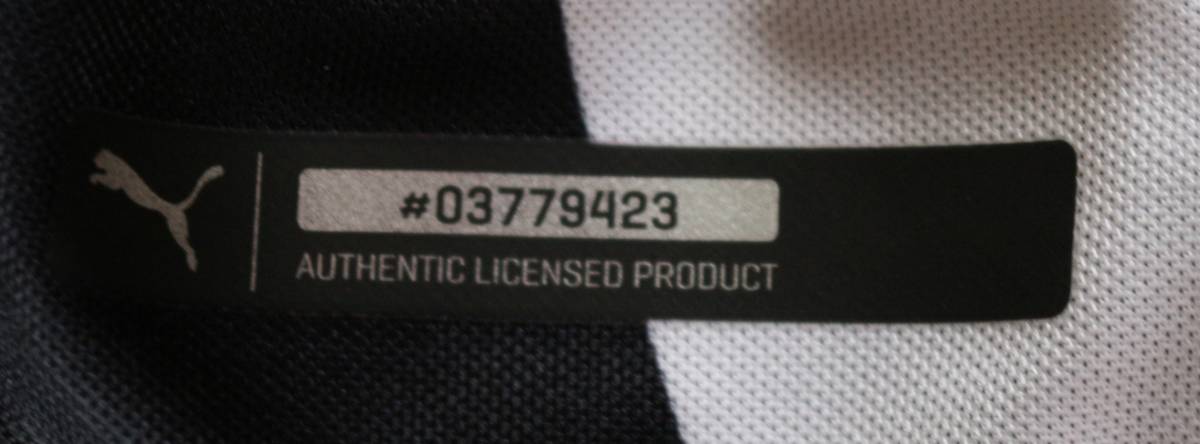 #03779423
AUTHENTIC LICENSED PRODUCT